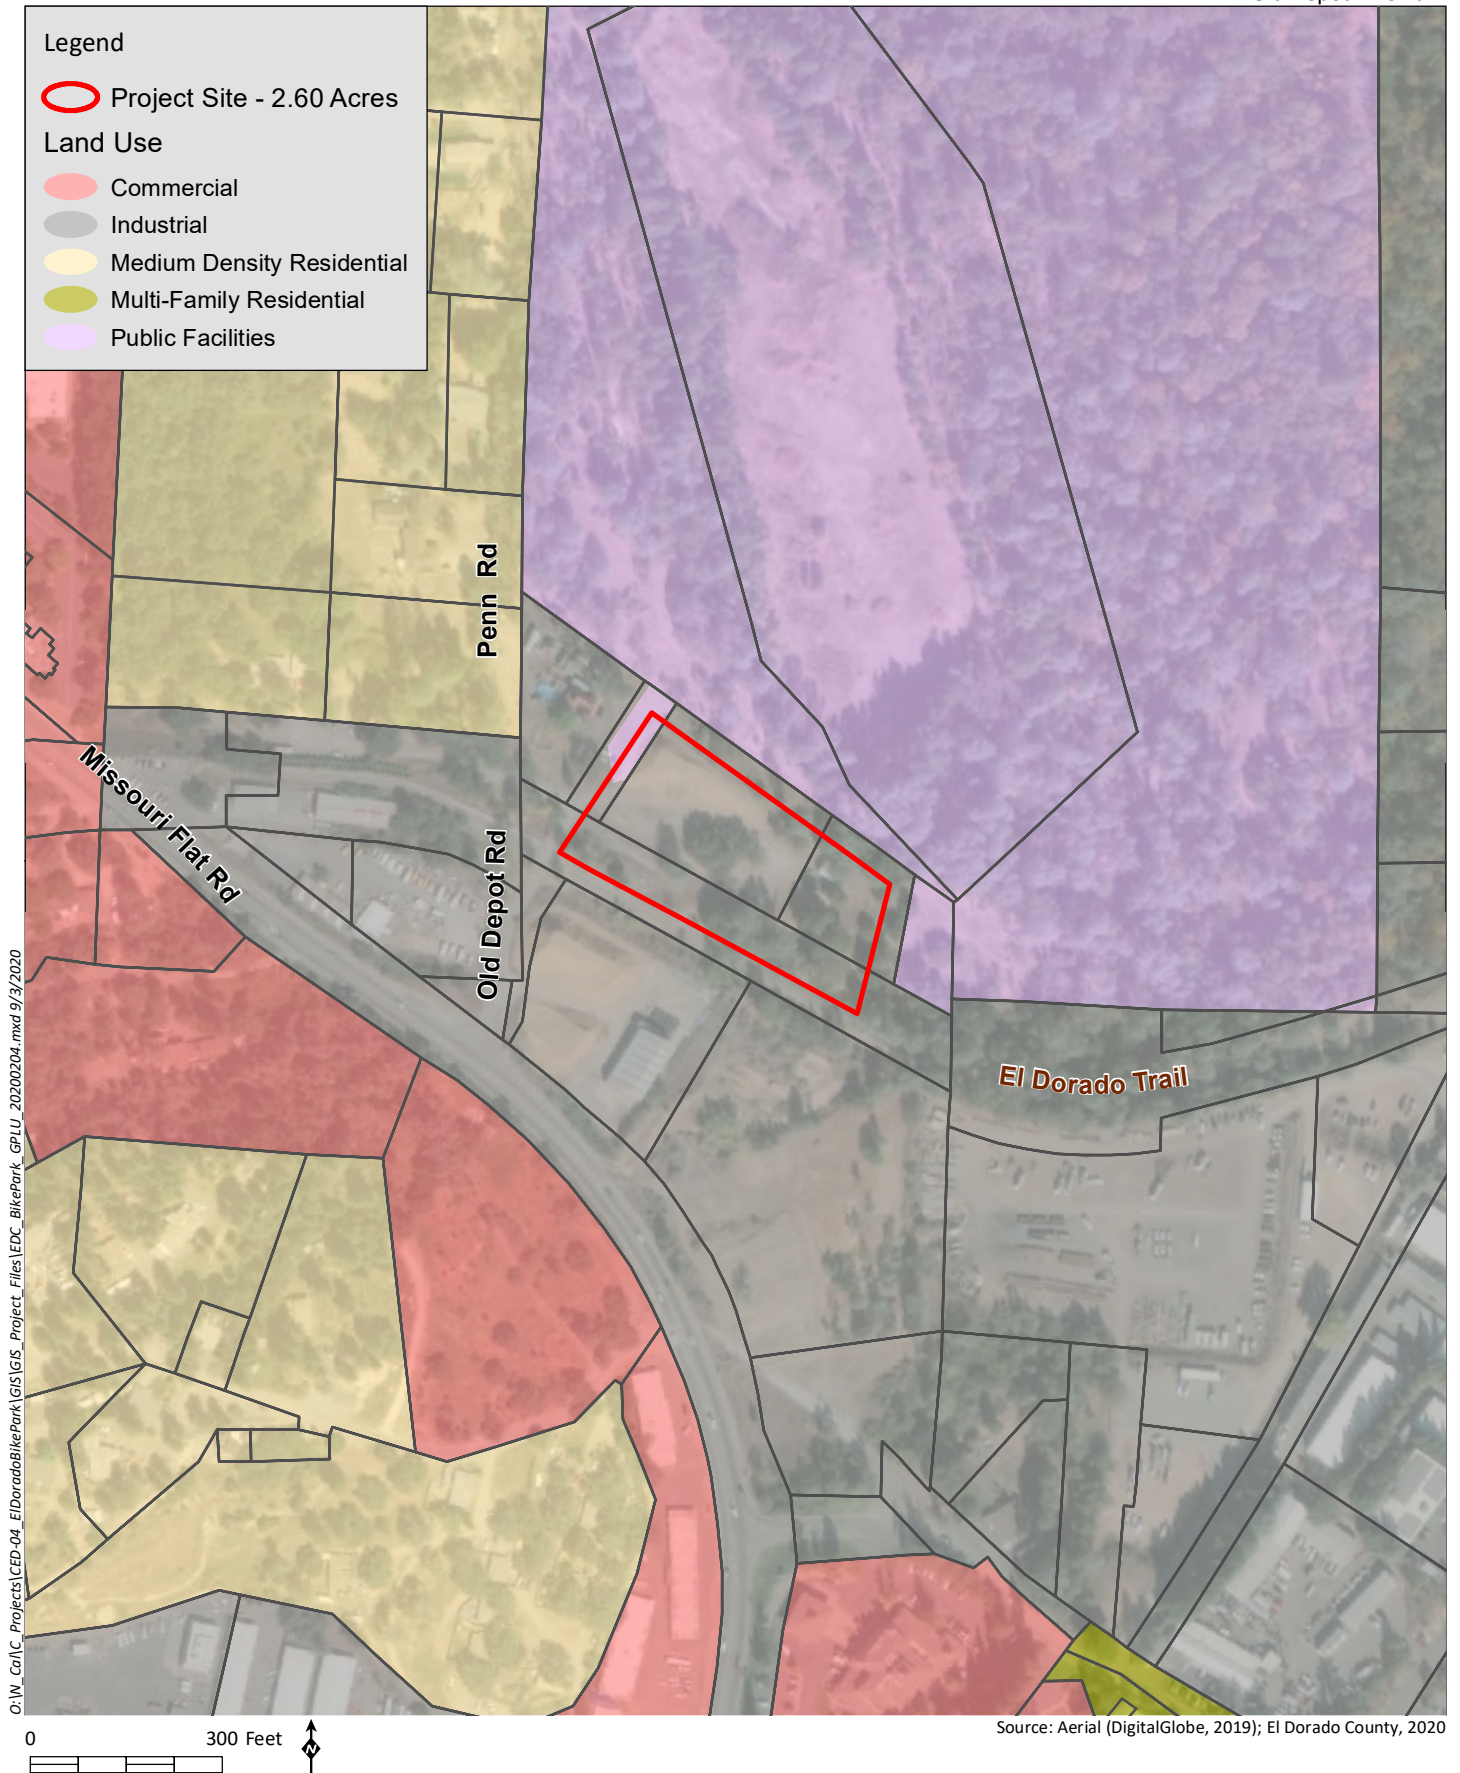 Legend
Project Site - 2.60 Acres
Land Use
Commercial
Industrial
Medium Density Residential
Multi-Family Residential
Public Facilities
Penn Rd
Missouri Flat Rd
Old Depot Rd
El Dorado Trail
O:\N_Cal\C_Projects\CED-04_ElDoradoBikePark\GIS\GIS_Project_Files\EDC_BikePark_GPLU_20200204.mxd 9/3/2020
Source: Aerial (DigitalGlobe, 2019); El Dorado County, 2020
0 300 Feet
N